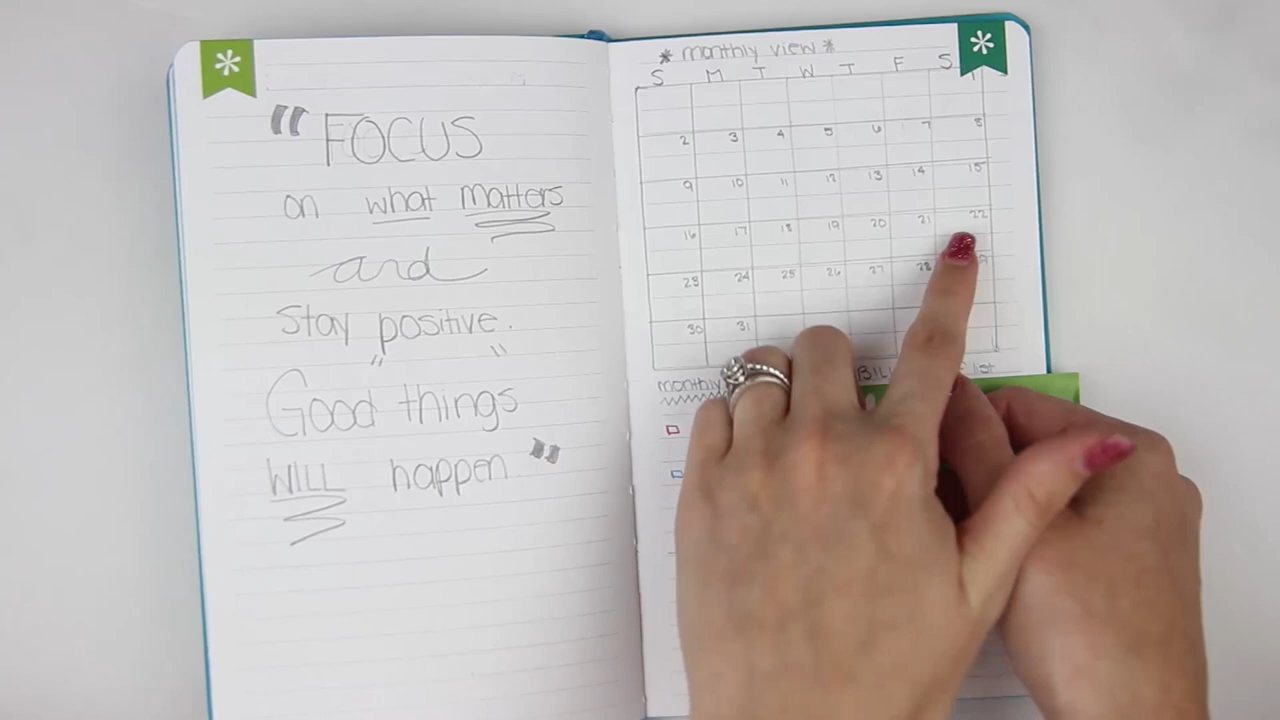 "FOCUS
on what matters
and
Stay positive.
Good things
WILL happen"
* monthly view *
S M T W T F S
2 3 4 5 6 7 8
9 10 11 12 13 14 15
16 17 18 19 20 21 22
23 24 25 26 27 28
30 31
monthly